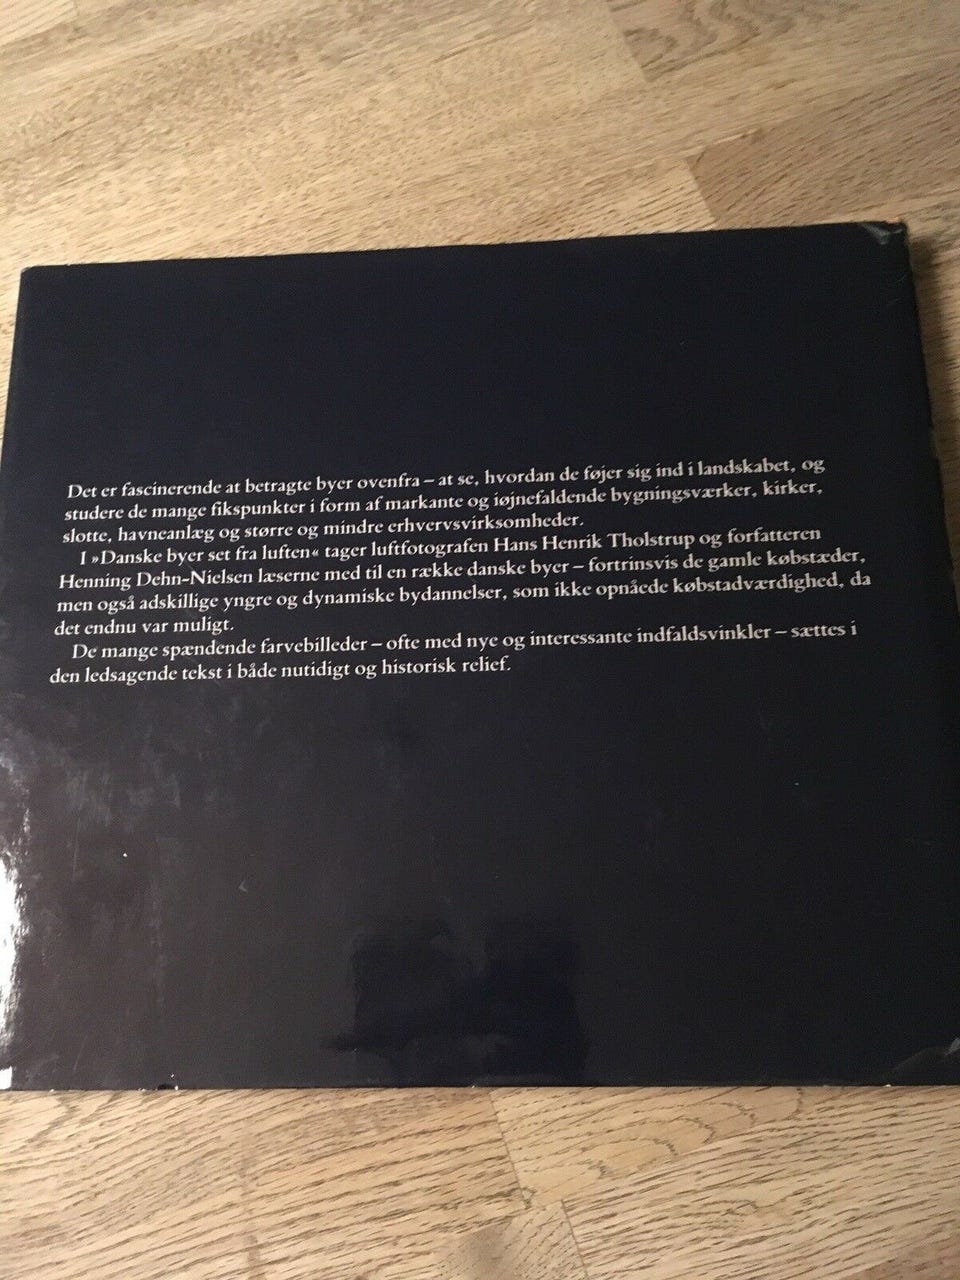 Det er fascinerende at betragte byer ovenfra – at se, hvordan de føjer sig ind i landskabet, og
studere de mange fikspunkter i form af markante og iøjnefaldende bygningsværker, kirker,
slotte, havneanlæg og større og mindre erhvervsvirksomheder.
I »Danske byer set fra luften« tager luftfotografen Hans Henrik Tholstrup og forfatteren
Henning Dehn-Nielsen læserne med til en række danske byer – fortrinsvis de gamle købstæder,
men også adskillige yngre og dynamiske bydannelser, som ikke opnåede købstadværdighed, da
det endnu var muligt.
De mange spændende farvebilleder – ofte med nye og interessante indfaldsvinkler – sættes i
den ledsagende tekst i både nutidigt og historisk relief.